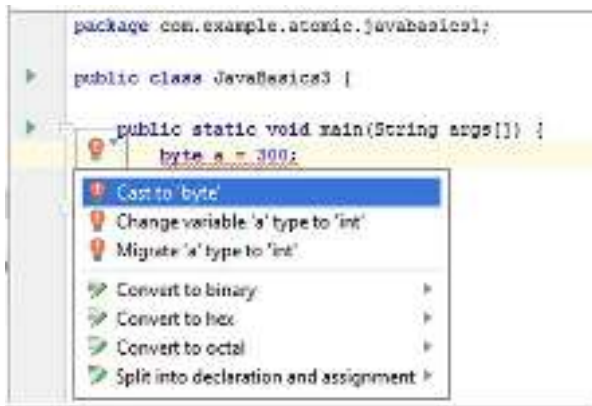 package com.example.atomic.javabasics1;
public class JavaBasics3 {
public static void main(String args[]) {
byte a = 300;
Cast to 'byte'
Change variable 'a' type to 'int'
Migrate 'a' type to 'int'
Convert to binary
Convert to hex
Convert to octal
Split into declaration and assignment